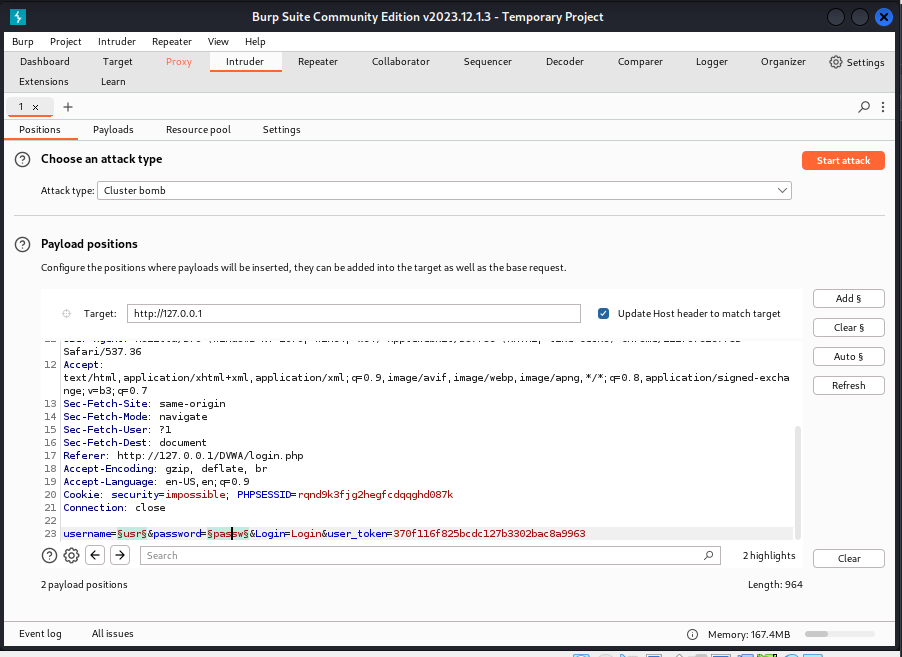 Burp Suite Community Edition v2023.12.1.3 - Temporary Project
Burp Project Intruder Repeater View Help
Dashboard Target Proxy Intruder Repeater Collaborator Sequencer Decoder Comparer Logger Organizer Settings
Extensions Learn
1 × +
Positions Payloads Resource pool Settings
? Choose an attack type
Start attack
Attack type: Cluster bomb
? Payload positions
Configure the positions where payloads will be inserted, they can be added into the target as well as the base request.
Add §
Target: http://127.0.0.1 Update Host header to match target
Clear §
Safari/537.36
Auto §
12 Accept:
text/html,application/xhtml+xml,application/xml;q=0.9,image/avif,image/webp,image/apng,*/*;q=0.8,application/signed-excha
Refresh
nge;v=b3;q=0.7
13 Sec-Fetch-Site: same-origin
14 Sec-Fetch-Mode: navigate
15 Sec-Fetch-User: ?1
16 Sec-Fetch-Dest: document
17 Referer: http://127.0.0.1/DVWA/login.php
18 Accept-Encoding: gzip, deflate, br
19 Accept-Language: en-US,en;q=0.9
20 Cookie: security=impossible; PHPSESSID=rqnd9k3fjg2hegfcdqqghd087k
21 Connection: close
22
23 username=§usr§&password=§passw§&Login=Login&user_token=370f116f825bcdc127b3302bac8a9963
? Search 2 highlights Clear
2 payload positions Length: 964
Event log All issues Memory: 167.4MB